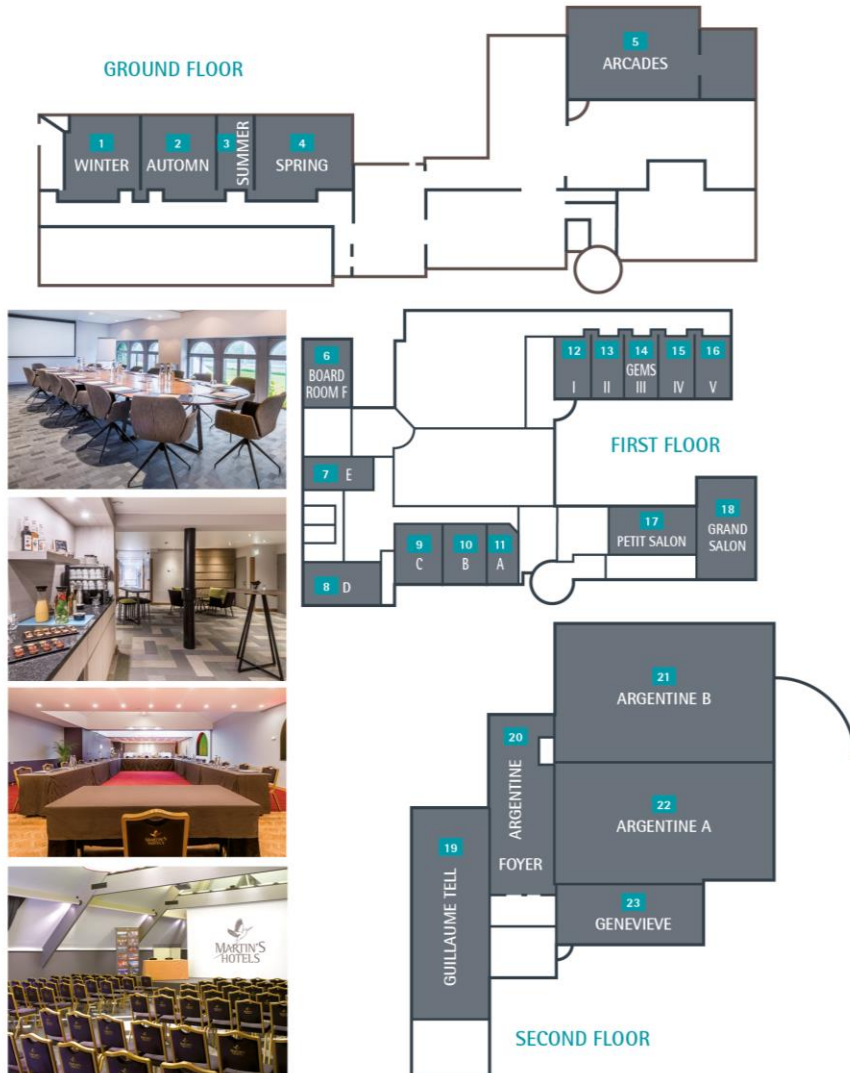 GROUND FLOOR
5
ARCADES
1
WINTER
2
AUTOMN
3
SUMMER
4
SPRING
6
BOARD
ROOM F
12
I
13
II
14
GEMS
III
15
IV
16
V
FIRST FLOOR
7 E
8 D
9
C
10
B
11
A
17
PETIT SALON
18
GRAND
SALON
21
ARGENTINE B
20
ARGENTINE
FOYER
22
ARGENTINE A
19
GUILLAUME TELL
23
GENEVIEVE
SECOND FLOOR
MARTIN'S
HOTELS
MARTIN'S
HOTELS